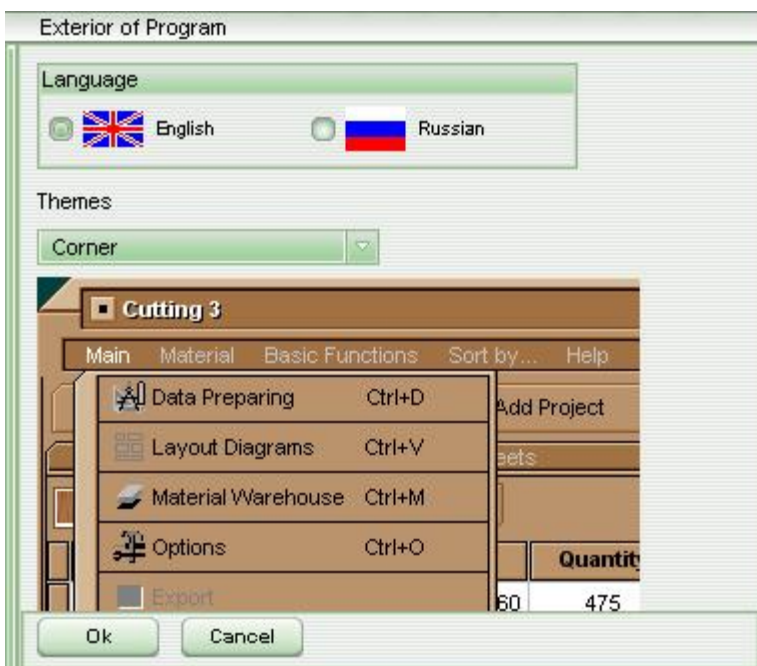 Exterior of Program
Language
English Russian
Themes
Corner
Cutting 3
Main Material Basic Functions Sort by... Help
Data Preparing Ctrl+D
Add Project
Layout Diagrams Ctrl+V
eets
Material Warehouse Ctrl+M
Options Ctrl+O
Quantity
Export
60 475
Ok Cancel